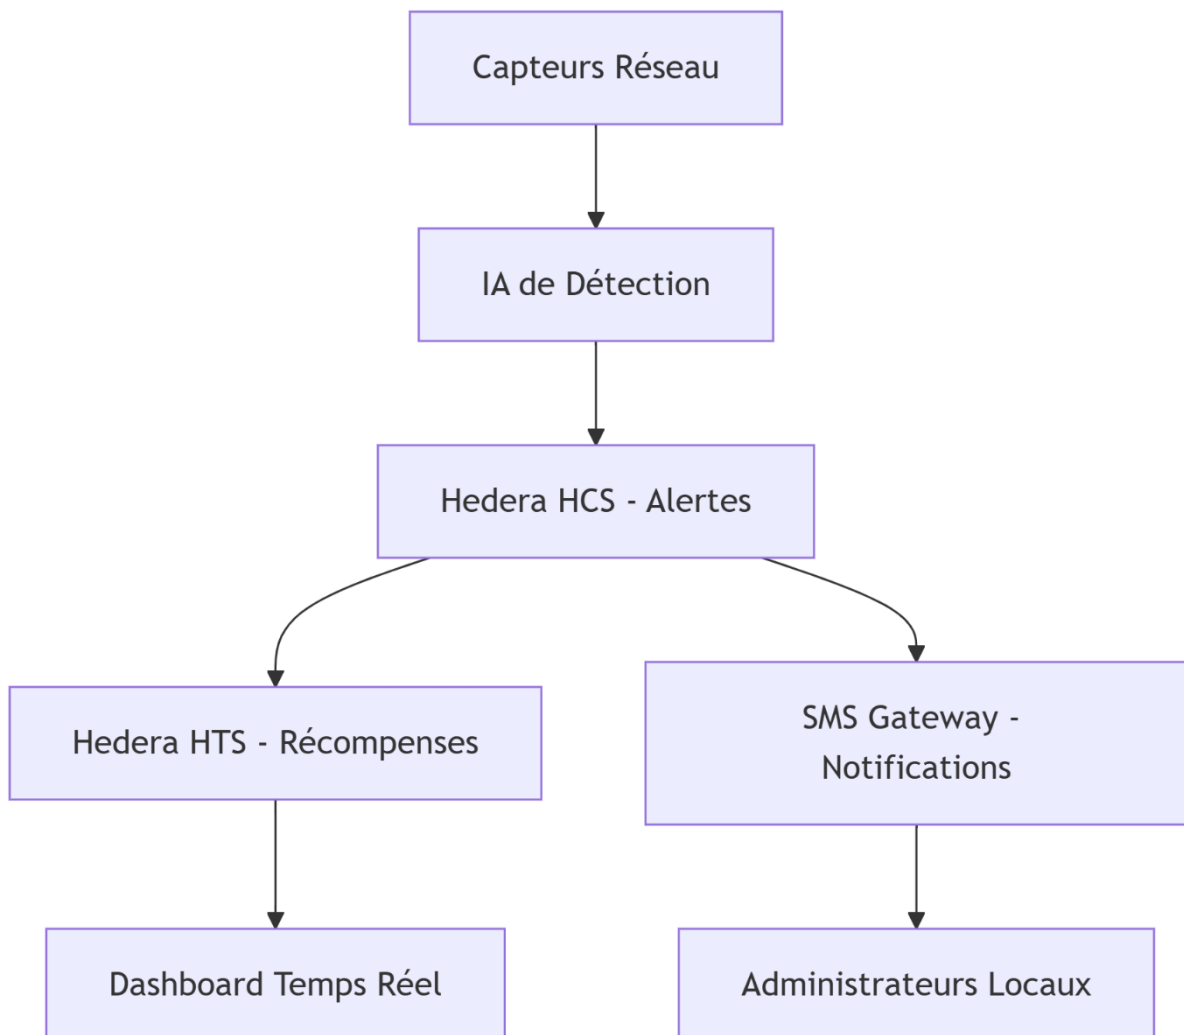 Capteurs Réseau
IA de Détection
Hedera HCS - Alertes
Hedera HTS - Récompenses
SMS Gateway -
Notifications
Dashboard Temps Réel
Administrateurs Locaux